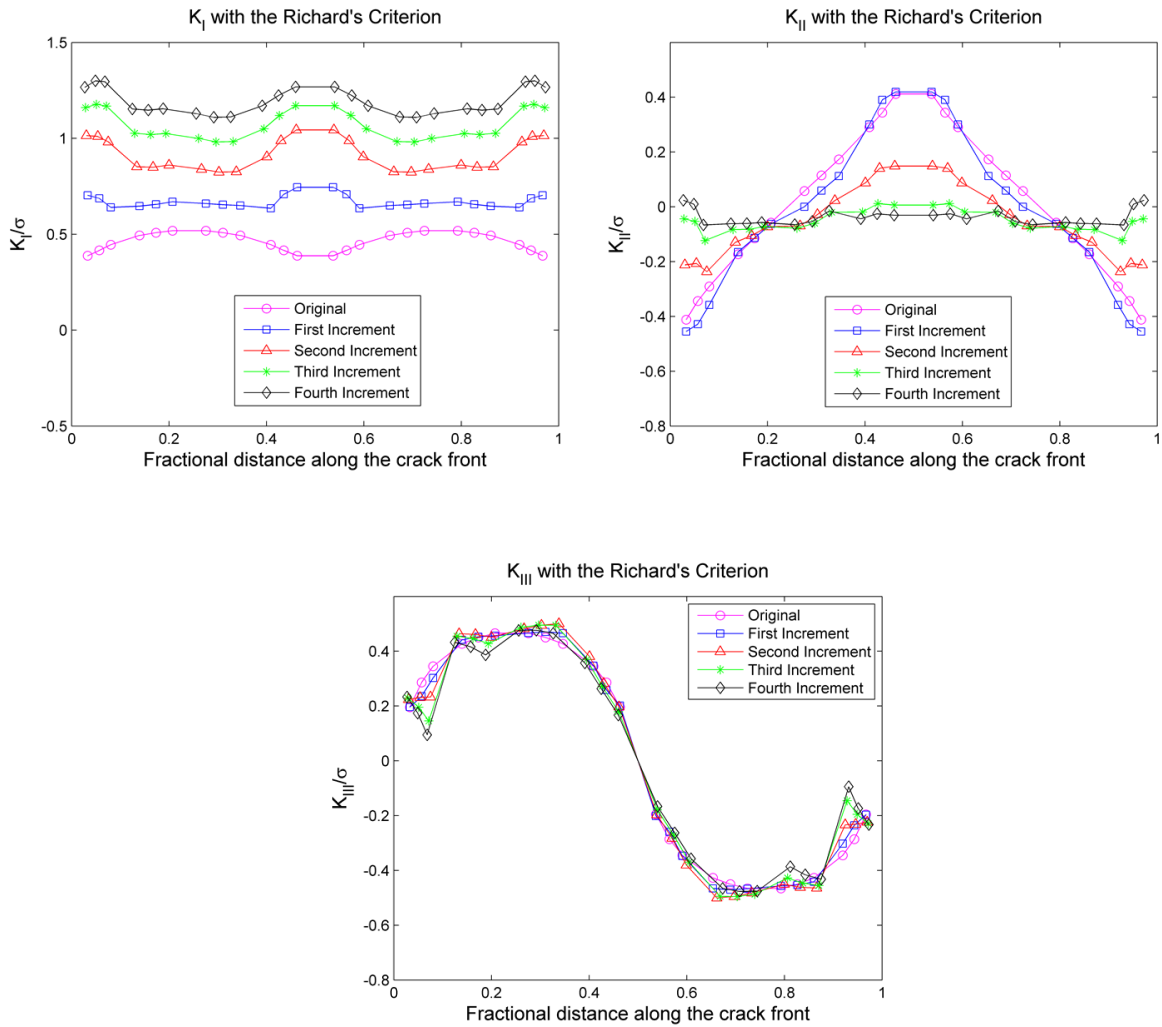 K_I with the Richard's Criterion
1.5
1
0.5
0
-0.5
K_I/σ
Original
First Increment
Second Increment
Third Increment
Fourth Increment
0
0.2
0.4
0.6
0.8
1
Fractional distance along the crack front
K_II with the Richard's Criterion
0.4
0.2
0
-0.2
-0.4
-0.6
-0.8
K_II/σ
Original
First Increment
Second Increment
Third Increment
Fourth Increment
0
0.2
0.4
0.6
0.8
1
Fractional distance along the crack front
K_III with the Richard's Criterion
0.4
0.2
0
-0.2
-0.4
-0.6
-0.8
K_III/σ
Original
First Increment
Second Increment
Third Increment
Fourth Increment
0
0.2
0.4
0.6
0.8
1
Fractional distance along the crack front